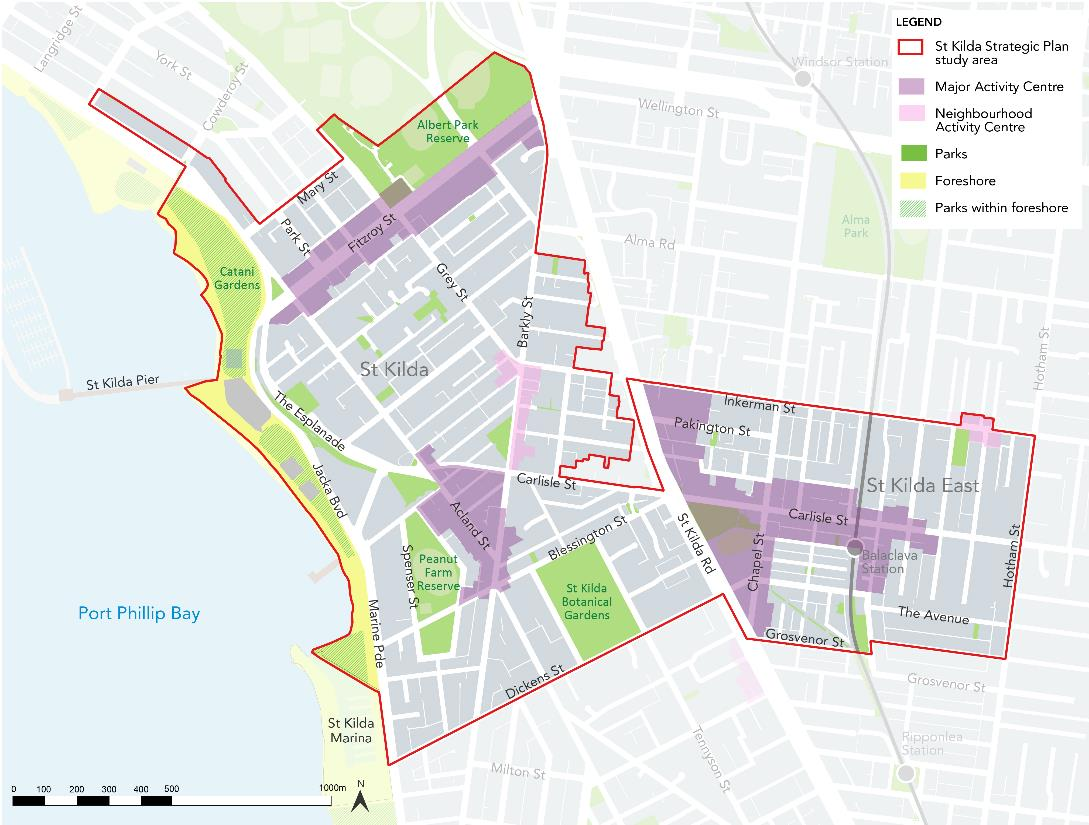 LEGEND
St Kilda Strategic Plan
study area
Major Activity Centre
Neighbourhood
Activity Centre
Parks
Foreshore
Parks within foreshore
Langridge St
York St
Cowderoy St
Windsor Station
Wellington St
Albert Park
Reserve
Mary St
Park St
Fitzroy St
Alma Rd
Alma
Park
Catani
Gardens
Grey St
Barkly St
Hotham St
St Kilda
St Kilda Pier
The Esplanade
Inkerman St
Pakington St
St Kilda East
Jacka Bvd
Carlisle St
Acland St
Carlisle St
St Kilda Rd
Blessington St
Chapel St
Balaclava
Station
Hotham St
Spenser St
Peanut
Farm
Reserve
St Kilda
Botanical
Gardens
Port Phillip Bay
Marine Pde
The Avenue
Grosvenor St
Grosvenor St
Dickens St
St Kilda
Marina
Tennyson St
Ripponlea
Station
Milton St
0 100 200 300 400 500 1000m
N